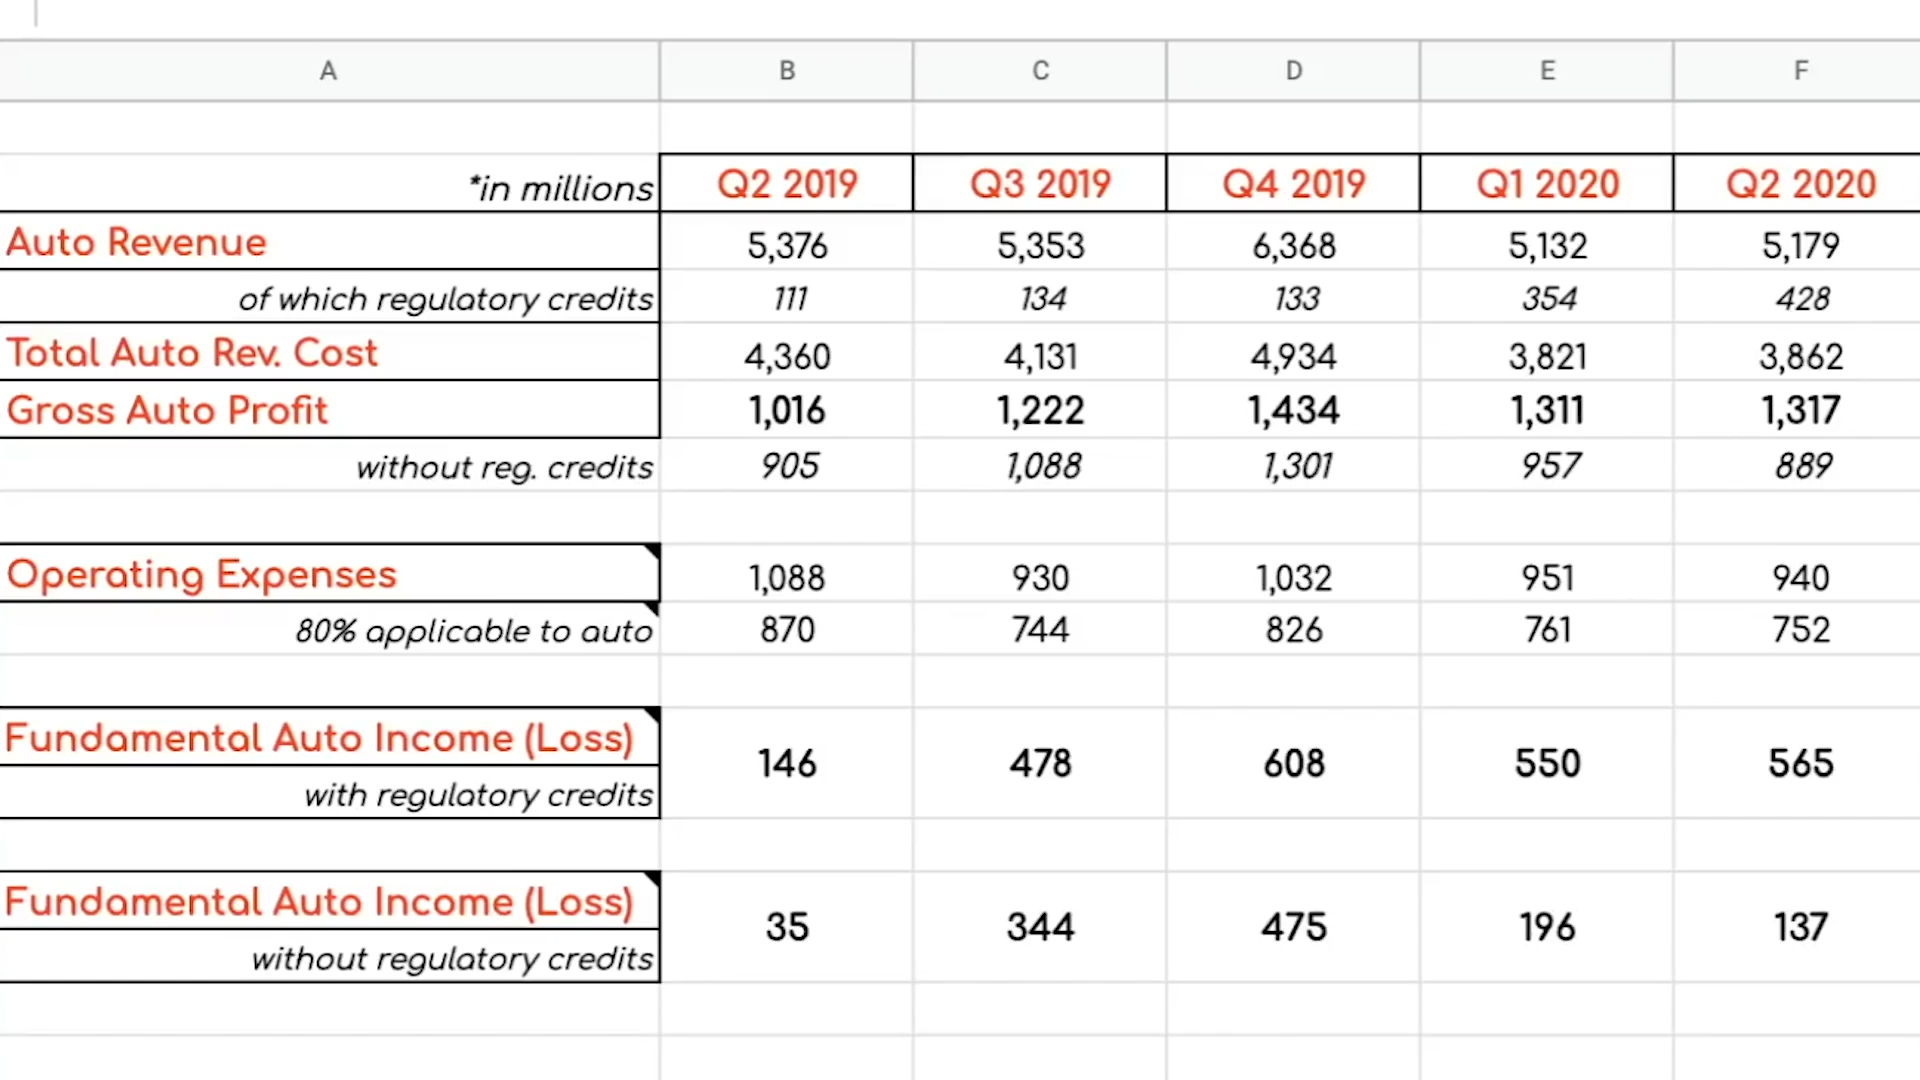 A B C D E F
*in millions Q2 2019 Q3 2019 Q4 2019 Q1 2020 Q2 2020
Auto Revenue 5,376 5,353 6,368 5,132 5,179
of which regulatory credits 111 134 133 354 428
Total Auto Rev. Cost 4,360 4,131 4,934 3,821 3,862
Gross Auto Profit 1,016 1,222 1,434 1,311 1,317
without reg. credits 905 1,088 1,301 957 889
Operating Expenses 1,088 930 1,032 951 940
80% applicable to auto 870 744 826 761 752
Fundamental Auto Income (Loss) 146 478 608 550 565
with regulatory credits
Fundamental Auto Income (Loss) 35 344 475 196 137
without regulatory credits